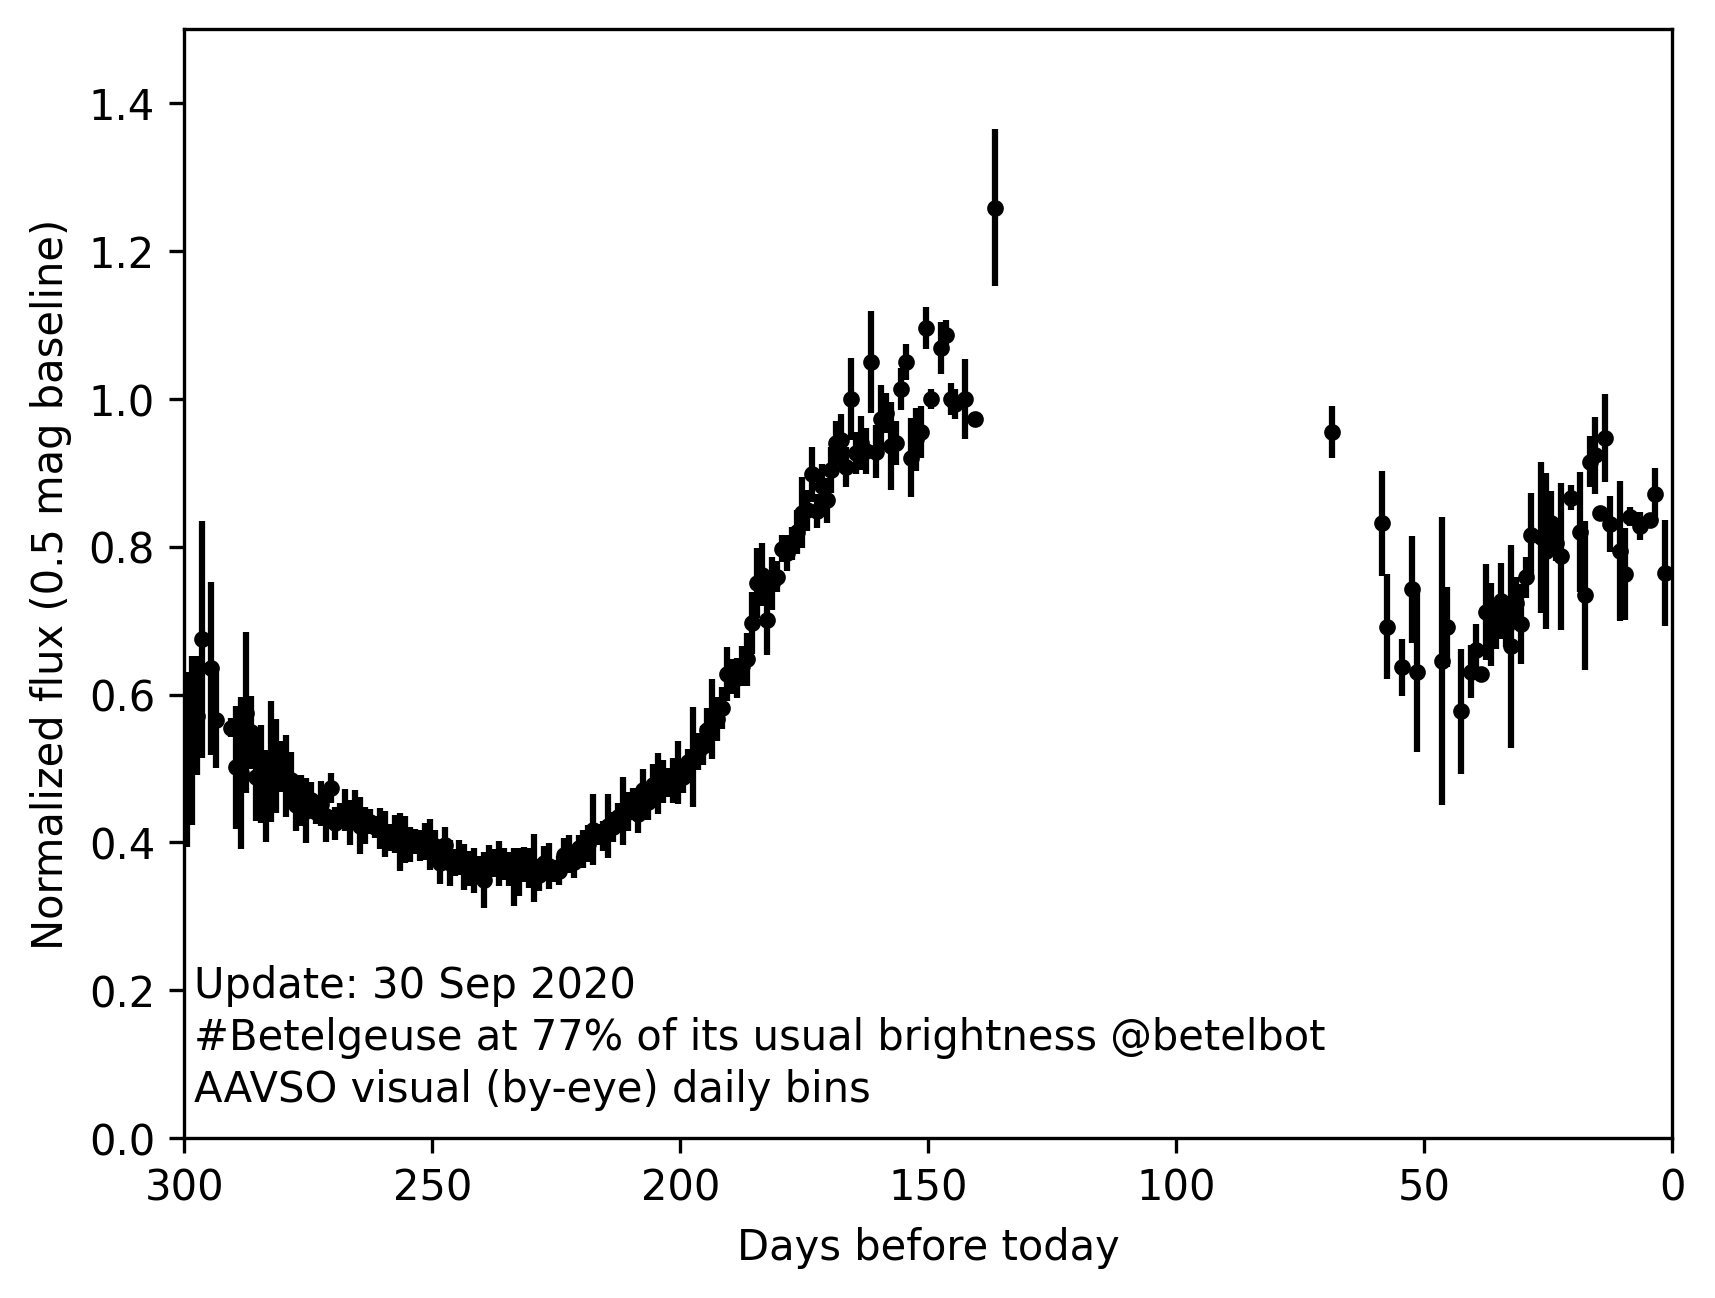 1.4
1.2
1.0
0.8
0.6
0.4
0.2
0.0
Normalized flux (0.5 mag baseline)
Update: 30 Sep 2020
#Betelgeuse at 77% of its usual brightness @betelbot
AAVSO visual (by-eye) daily bins
300 250 200 150 100 50 0
Days before today